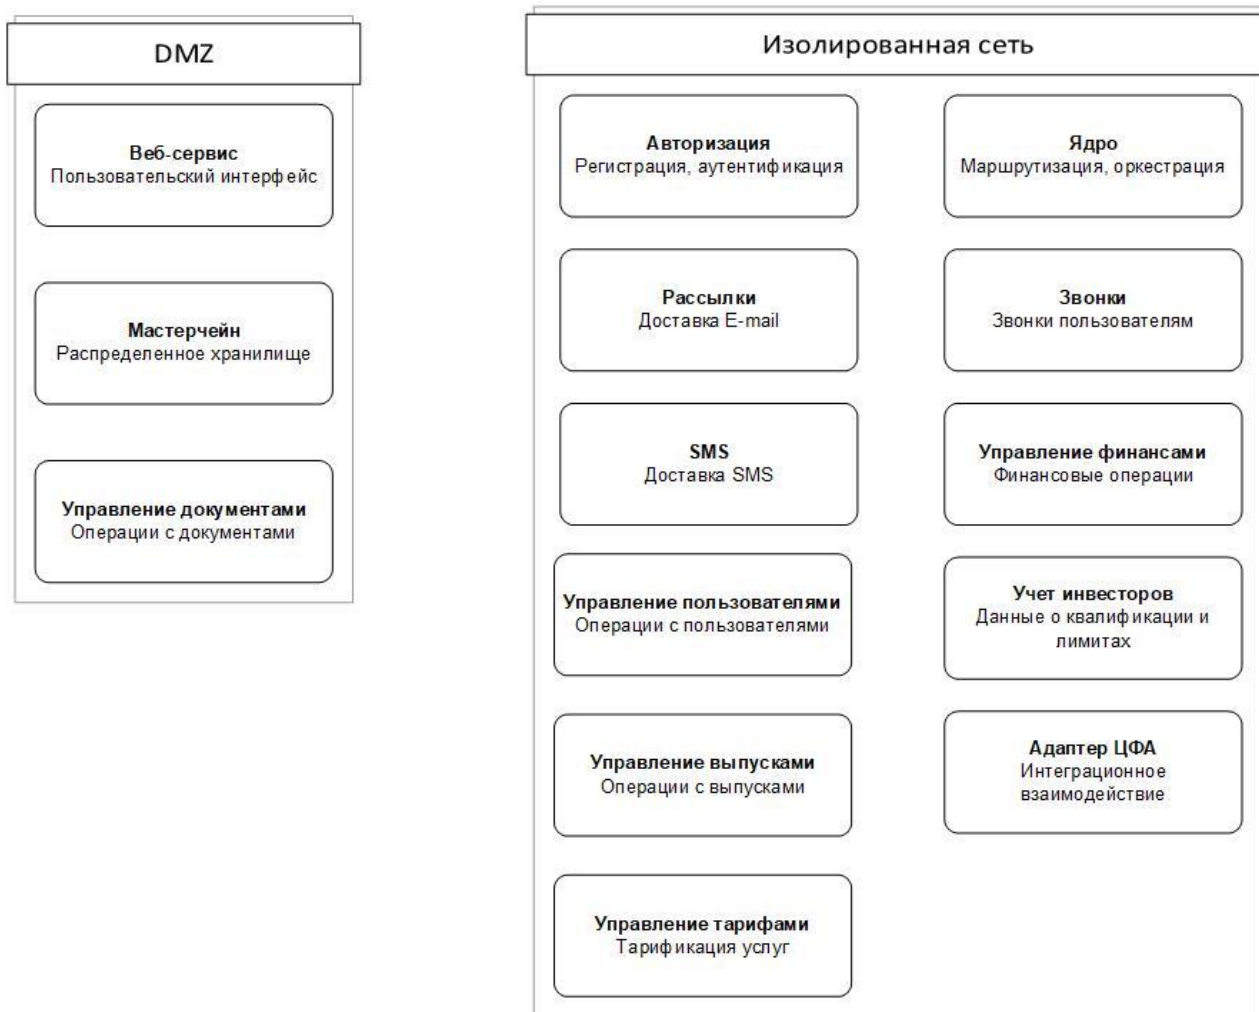 DMZ
Веб-сервис
Пользовательский интерфейс
Мастерчейн
Распределенное хранилище
Управление документами
Операции с документами
Изолированная сеть
Авторизация
Регистрация, аутентификация
Ядро
Маршрутизация, оркестрация
Рассылки
Доставка E-mail
Звонки
Звонки пользователям
SMS
Доставка SMS
Управление финансами
Финансовые операции
Управление пользователями
Операции с пользователями
Учет инвесторов
Данные о квалификации и
лимитах
Управление выпусками
Операции с выпусками
Адаптер ЦФА
Интеграционное
взаимодействие
Управление тарифами
Тарификация услуг